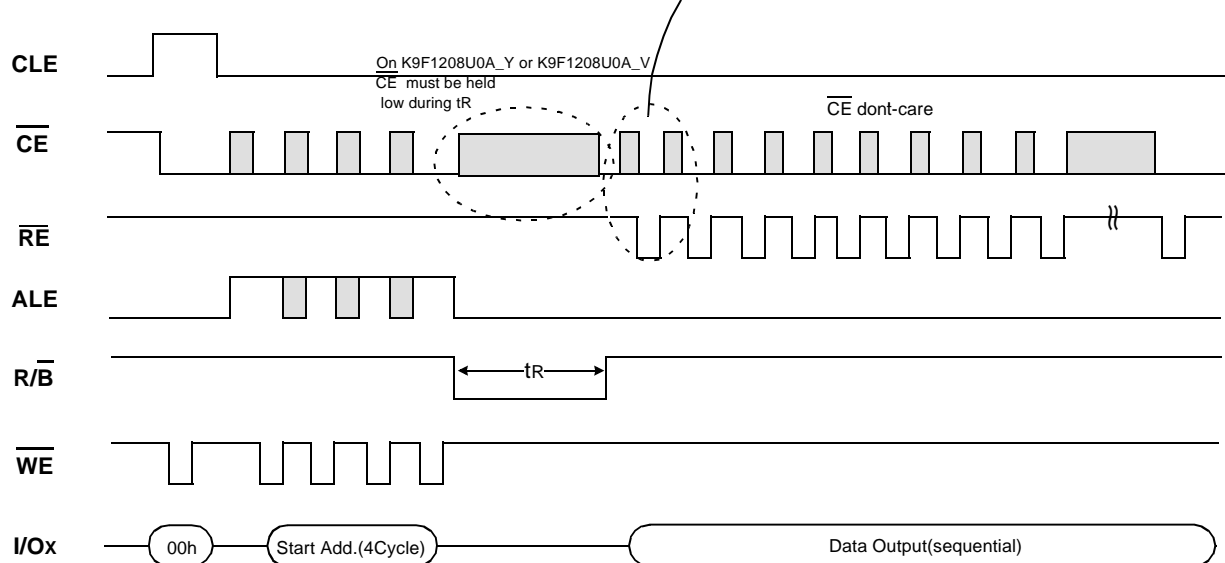 CLE
On K9F1208U0A_Y or K9F1208U0A_V
CE must be held
low during tR
CE dont-care
CE
RE
ALE
R/B
tR
WE
I/Ox
00h
Start Add.(4Cycle)
Data Output(sequential)